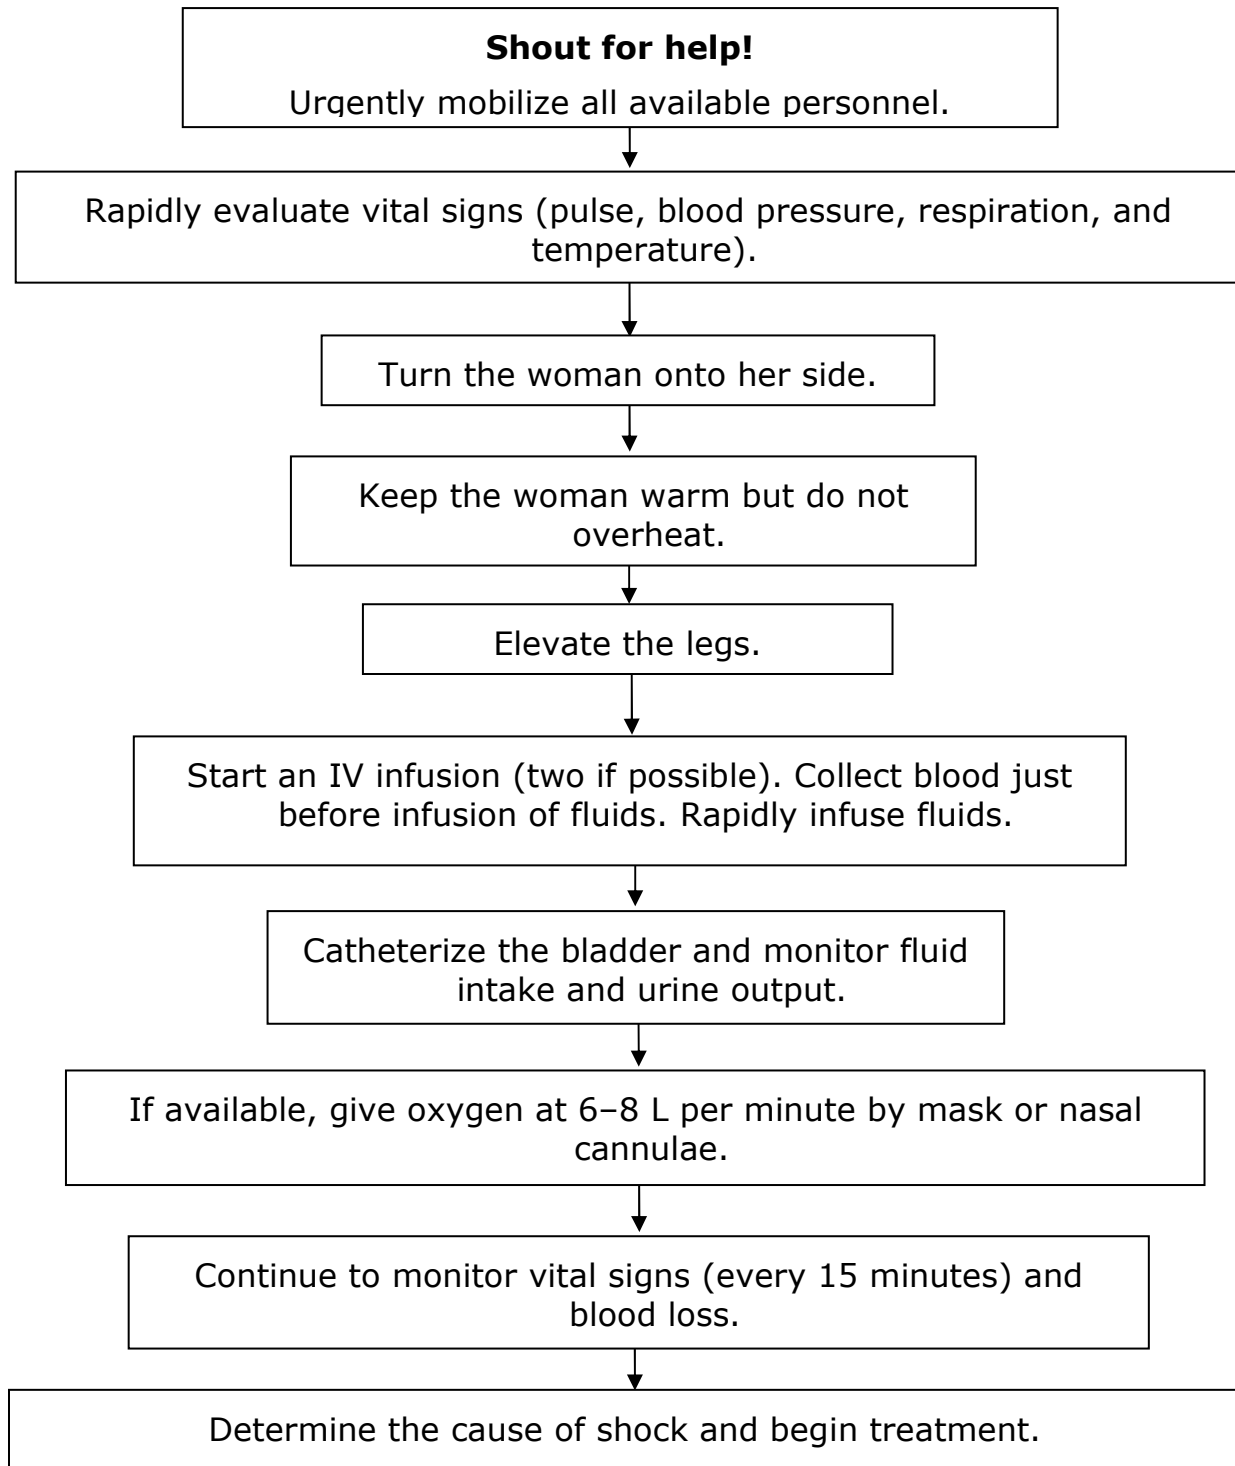 Shout for help!
Urgently mobilize all available personnel.
Rapidly evaluate vital signs (pulse, blood pressure, respiration, and
temperature).
Turn the woman onto her side.
Keep the woman warm but do not
overheat.
Elevate the legs.
Start an IV infusion (two if possible). Collect blood just
before infusion of fluids. Rapidly infuse fluids.
Catheterize the bladder and monitor fluid
intake and urine output.
If available, give oxygen at 6–8 L per minute by mask or nasal
cannulae.
Continue to monitor vital signs (every 15 minutes) and
blood loss.
Determine the cause of shock and begin treatment.